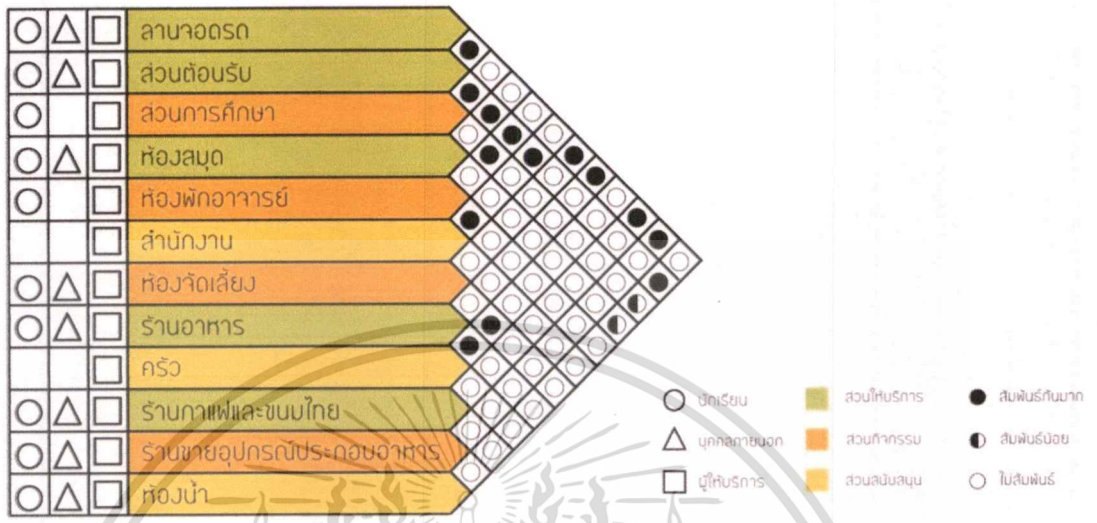 ลานจอดรถ
ส่วนต้อนรับ
ส่วนการศึกษา
ห้องสมุด
ห้องพักอาจารย์
สำนักงาน
ห้องจัดเลี้ยง
ร้านอาหาร
ครัว
ร้านกาแฟและขนมไทย
ร้านขายอุปกรณ์ประกอบอาหาร
ห้องน้ำ
นักเรียน
บุคคลภายนอก
ผู้ให้บริการ
ส่วนให้บริการ
ส่วนกิจกรรม
ส่วนสนับสนุน
สัมพันธ์กันมาก
สัมพันธ์น้อย
ไม่สัมพันธ์